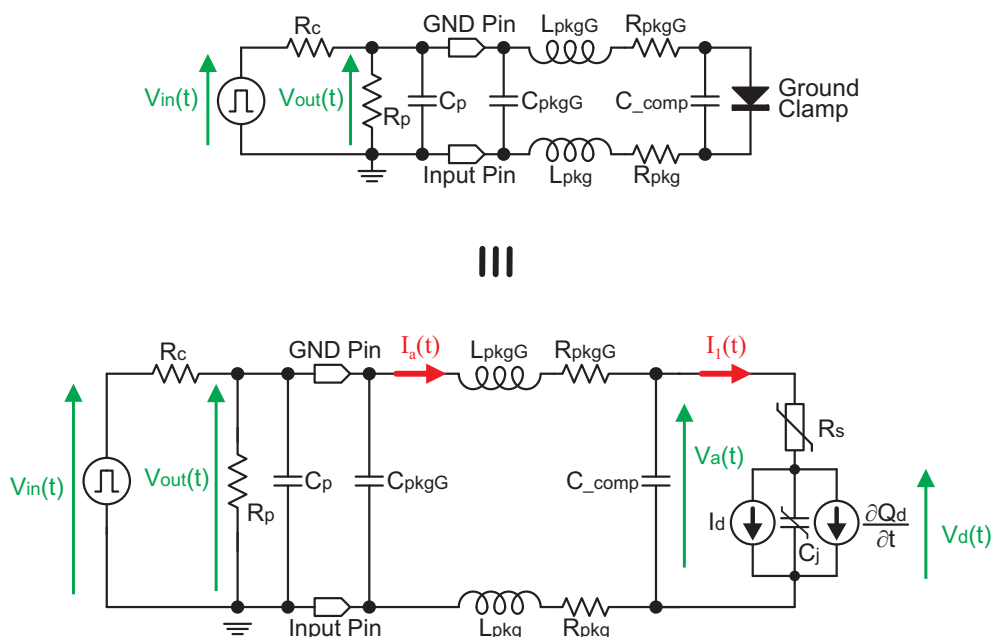 GND Pin
LpkgG
RpkgG
Rc
Vin(t)
Vout(t)
Rp
Cp
CpkgG
C_comp
Ground
Clamp
Input Pin
Lpkg
Rpkg
Rc
GND Pin
Ia(t)
LpkgG
RpkgG
I1(t)
Vin(t)
Vout(t)
Rp
Cp
CpkgG
C_comp
Va(t)
Rs
Id
Cj
∂Qd
∂t
Vd(t)
Input Pin
Lpkg
Rpkg